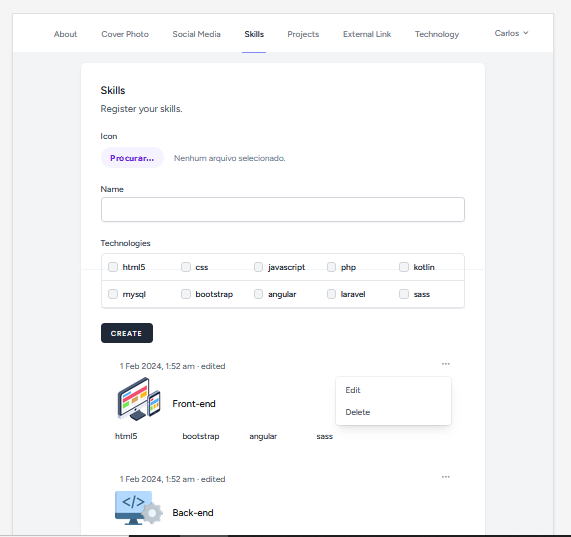 About Cover Photo Social Media Skills Projects External Link Technology Carlos
Skills
Register your skills.
Icon
Procurar... Nenhum arquivo selecionado.
Name
Technologies
html5 css javascript php kotlin
mysql bootstrap angular laravel sass
CREATE
1 Feb 2024, 1:52 am · edited ...
Edit
Front-end
Delete
html5 bootstrap angular sass
1 Feb 2024, 1:52 am · edited ...
</>
Back-end